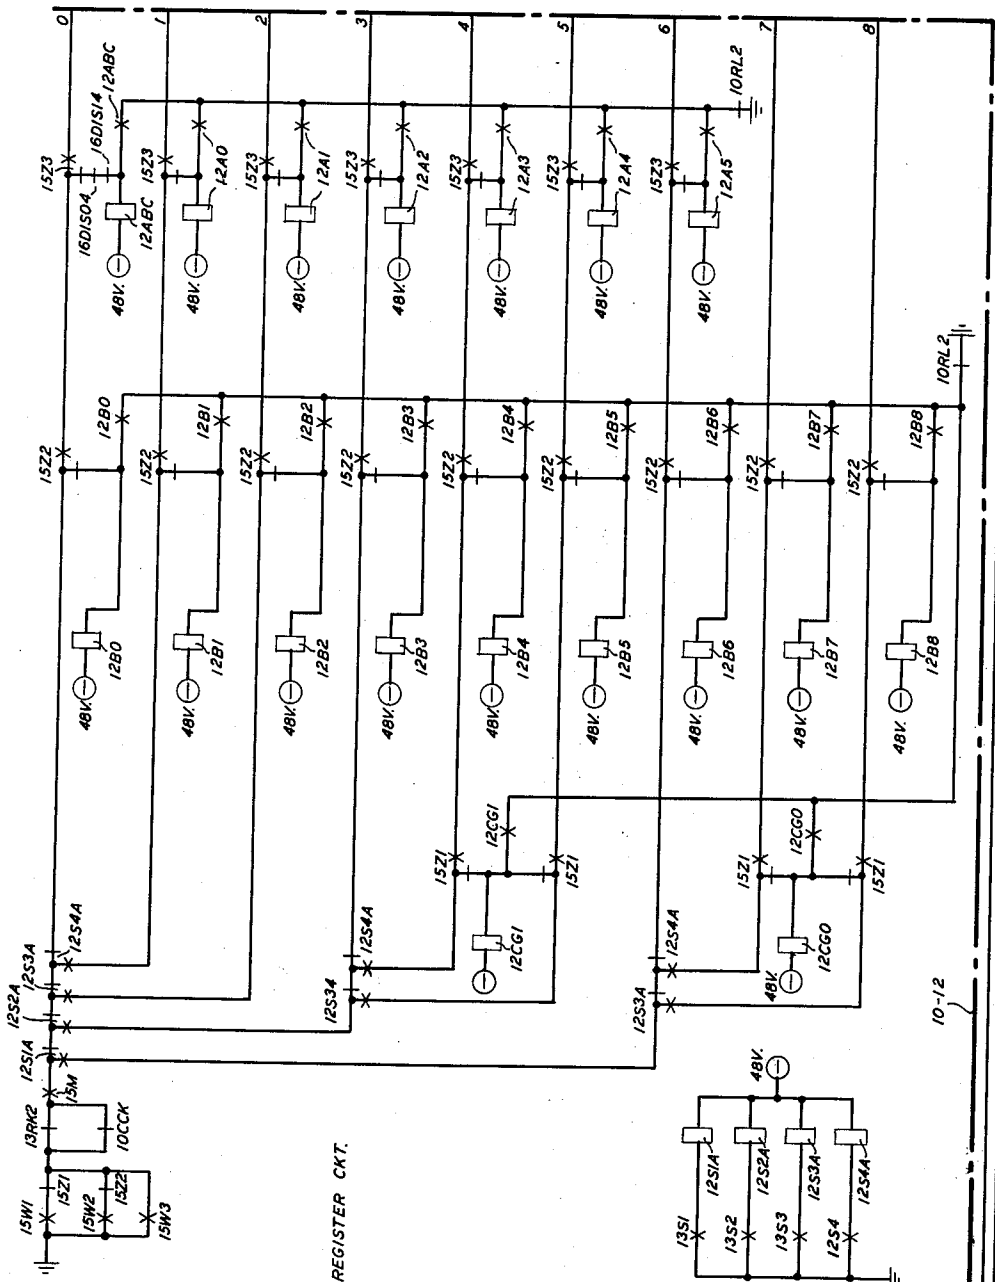 0
1
2
3
4
5
6
7
8
15Z3
16D1S14
12ABC
16D1S04
12ABC
48V.
15Z3
12A0
48V.
15Z3
12A1
48V.
15Z3
12A2
48V.
15Z3
12A3
48V.
15Z3
12A4
48V.
15Z3
12A5
48V.
10RL2
15Z2
12B0
15Z2
12B1
15Z2
12B2
15Z2
12B3
15Z2
12B4
15Z2
12B5
15Z2
12B6
15Z2
12B7
15Z2
12B8
10RL2
48V.
12B0
48V.
12B1
48V.
12B2
48V.
12B3
48V.
12B4
48V.
12B5
48V.
12B6
48V.
12B7
48V.
12B8
15Z1
12CG1
15Z1
12CG1
15Z1
12CG0
15Z1
48V.
12CG0
12S1A
12S2A
12S3A
12S4A
12S34
12S4A
12S3A
12S4A
15M
13RK2
10CCK
15W1
15Z1
15W2
15Z2
15W3
REGISTER CKT.
48V.
13S1
12S1A
13S2
12S2A
13S3
12S3A
12S4
12S4A
10-12